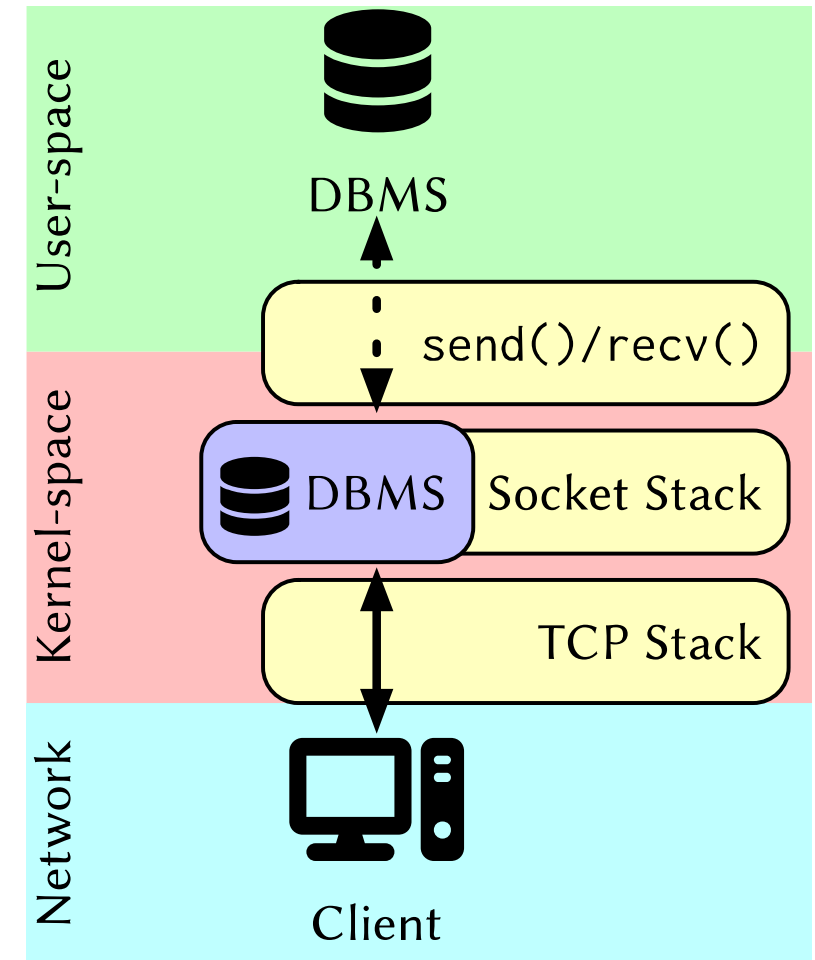 User-space
DBMS
send()/recv()
Kernel-space
DBMS
Socket Stack
TCP Stack
Network
Client